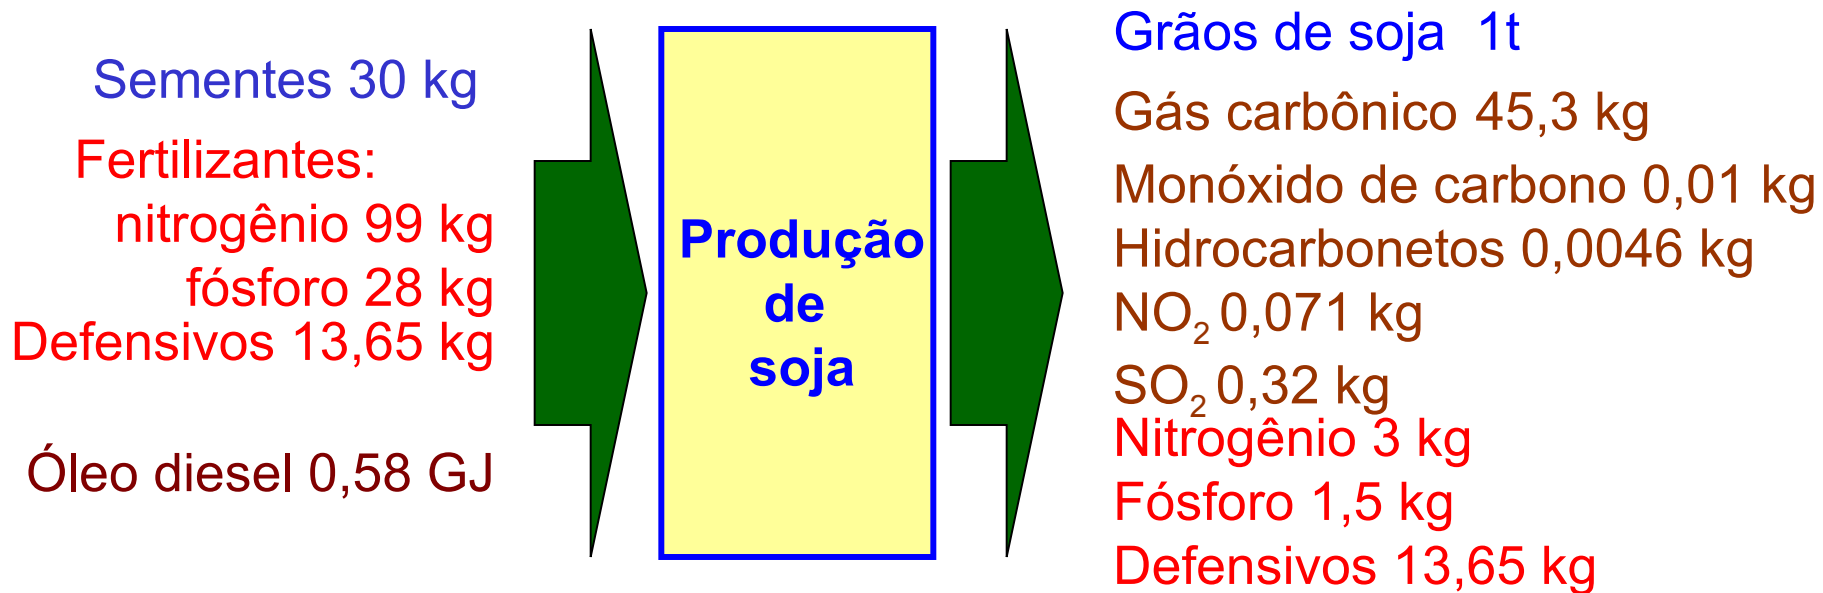 Sementes 30 kg
Fertilizantes:
nitrogênio 99 kg
fósforo 28 kg
Defensivos 13,65 kg
Óleo diesel 0,58 GJ
Produção
de
soja
Grãos de soja 1t
Gás carbônico 45,3 kg
Monóxido de carbono 0,01 kg
Hidrocarbonetos 0,0046 kg
NO₂ 0,071 kg
SO₂ 0,32 kg
Nitrogênio 3 kg
Fósforo 1,5 kg
Defensivos 13,65 kg